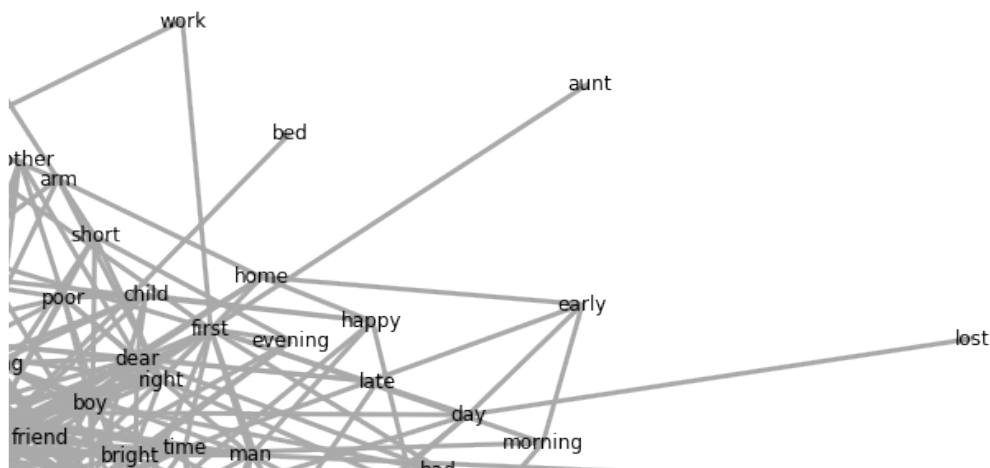 work
aunt
bed
other
arm
short
home
child
poor
early
happy
first
evening
lost
dear
right
late
boy
day
friend
time
morning
bright
man